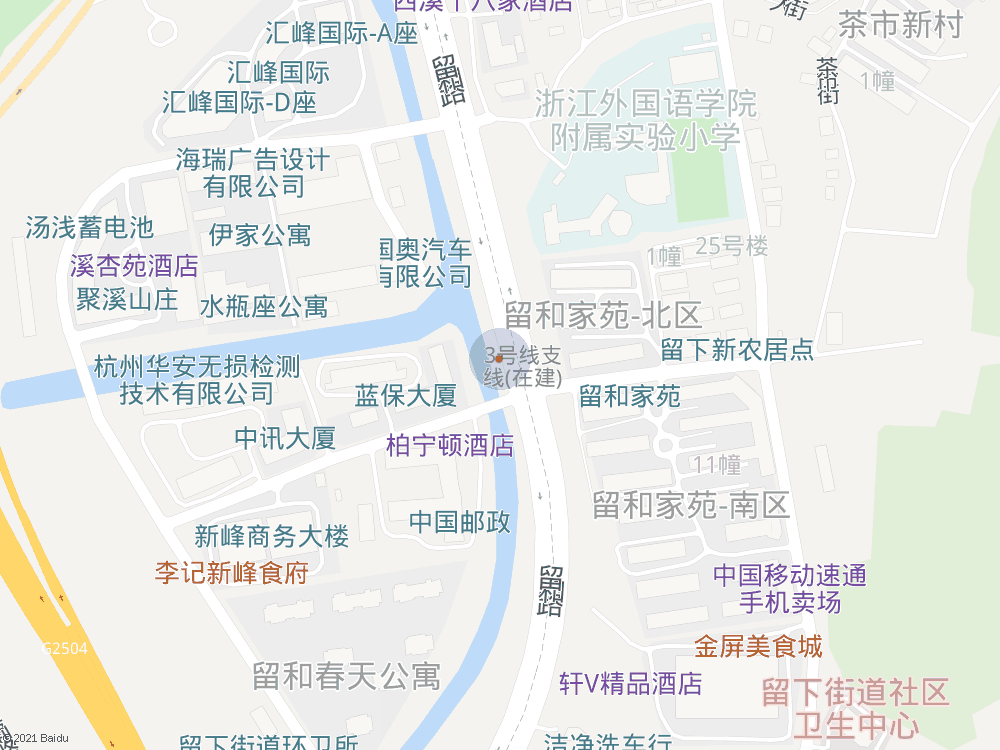 西溪十八家酒店
大街
茶市新村
汇峰国际-A座
留和路
汇峰国际
茶市街
1幢
汇峰国际-D座
浙江外国语学院
附属实验小学
海瑞广告设计
有限公司
汤浅蓄电池
伊家公寓
国奥汽车
有限公司
1幢
25号楼
溪杏苑酒店
聚溪山庄
水瓶座公寓
留和家苑-北区
3号线支
线(在建)
留下新农居点
杭州华安无损检测
技术有限公司
蓝保大厦
留和家苑
中讯大厦
柏宁顿酒店
11幢
留和家苑-南区
新峰商务大楼
中国邮政
李记新峰食府
留和路
中国移动速通
手机卖场
G2504
金屏美食城
留和春天公寓
轩V精品酒店
留下街道社区
卫生中心
© 2021 Baidu
留下街道环卫所
洁净洗车行